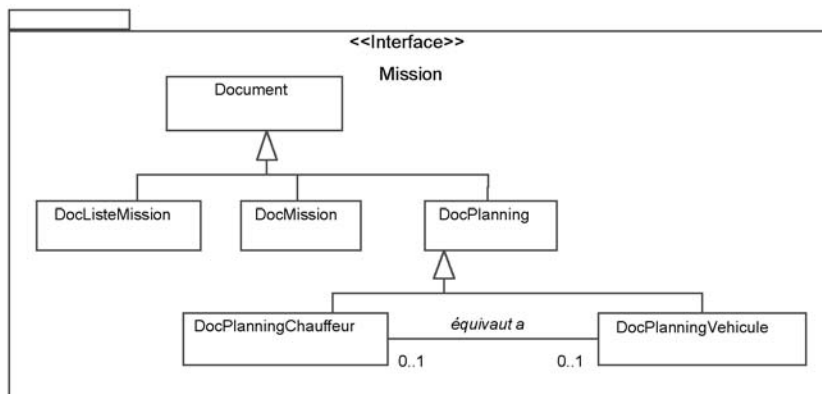 <<Interface>>
Mission
Document
DocListeMission
DocMission
DocPlanning
DocPlanningChauffeur
équivaut a
DocPlanningVehicule
0..1
0..1